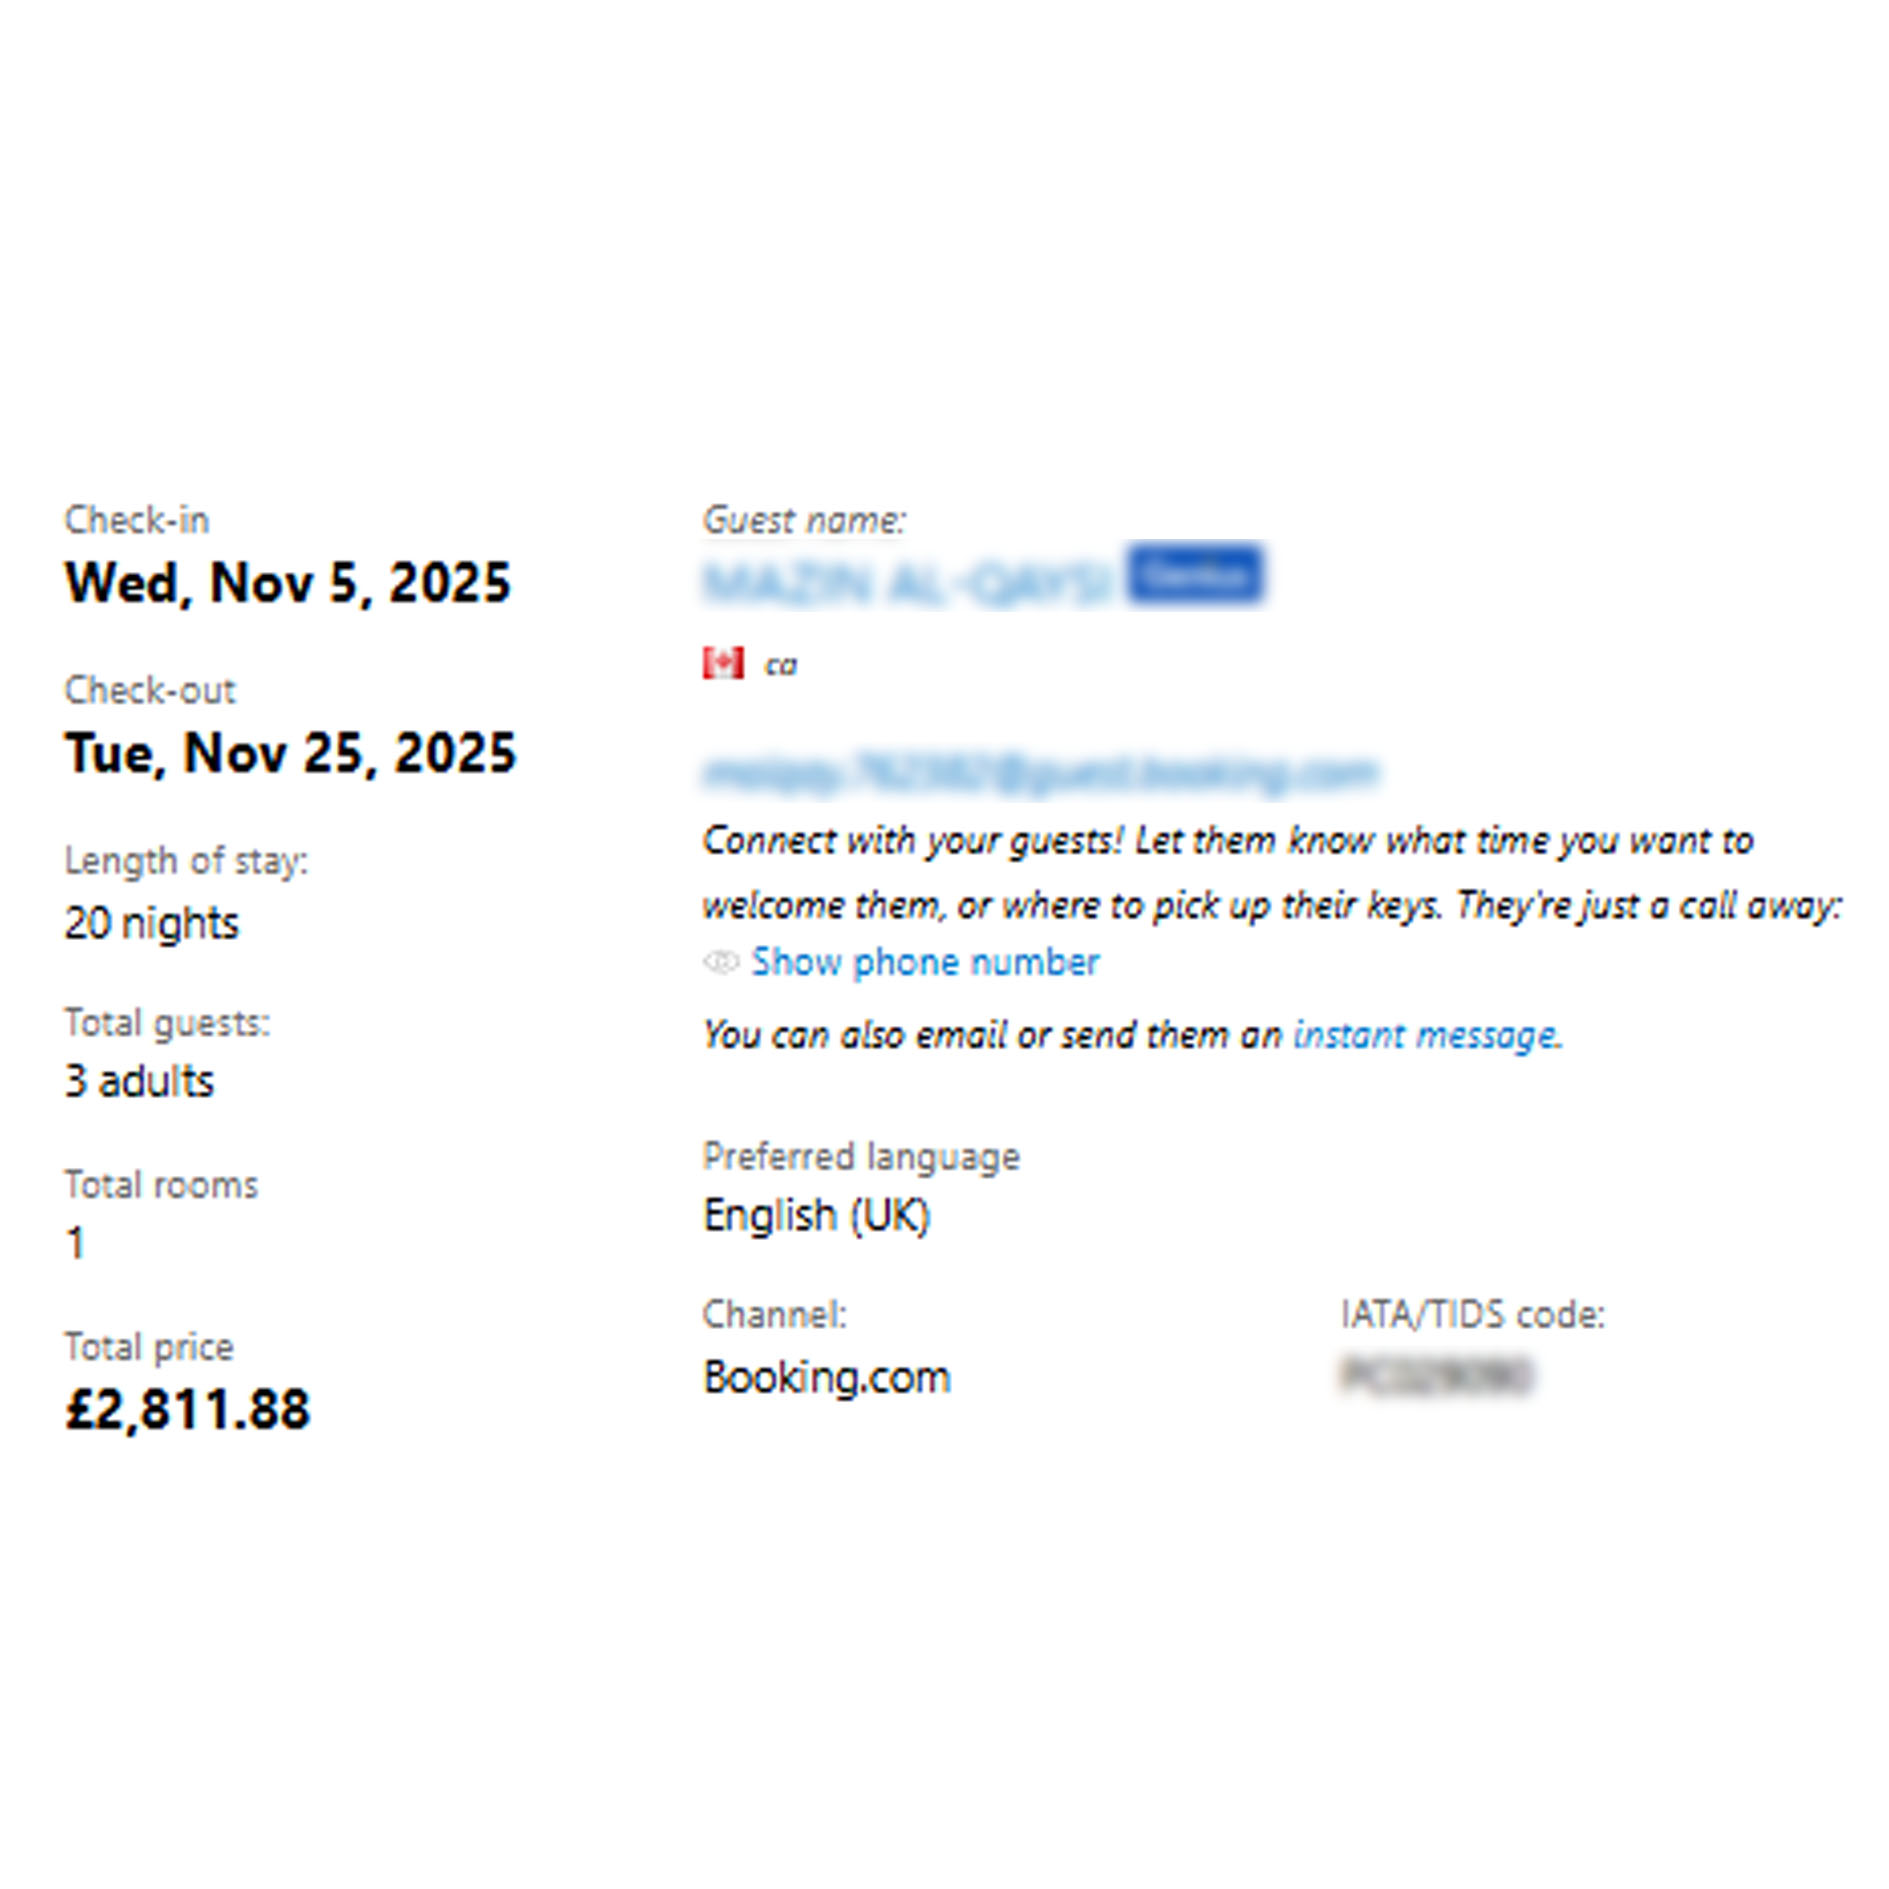 Check-in
Wed, Nov 5, 2025
Check-out
Tue, Nov 25, 2025
Length of stay:
20 nights
Total guests:
3 adults
Total rooms
1
Total price
£2,811.88
Guest name:
ca
Connect with your guests! Let them know what time you want to
welcome them, or where to pick up their keys. They're just a call away:
Show phone number
You can also email or send them an instant message.
Preferred language
English (UK)
Channel:
Booking.com
IATA/TIDS code: